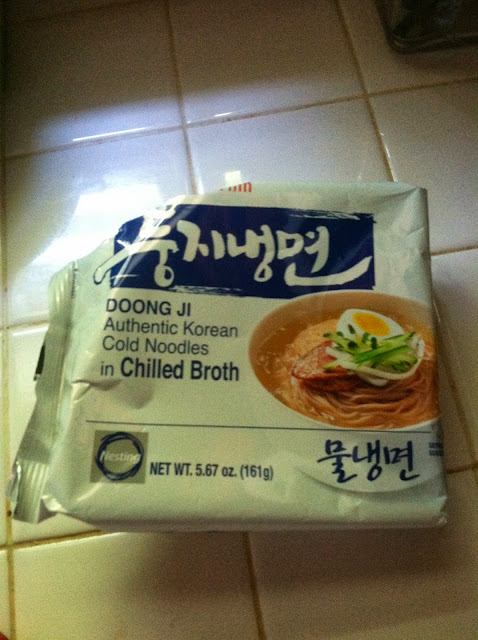 둥지냉면
DOONG JI
Authentic Korean
Cold Noodles
in Chilled Broth
Nesting
NET WT. 5.67 oz. (161g)
물냉면